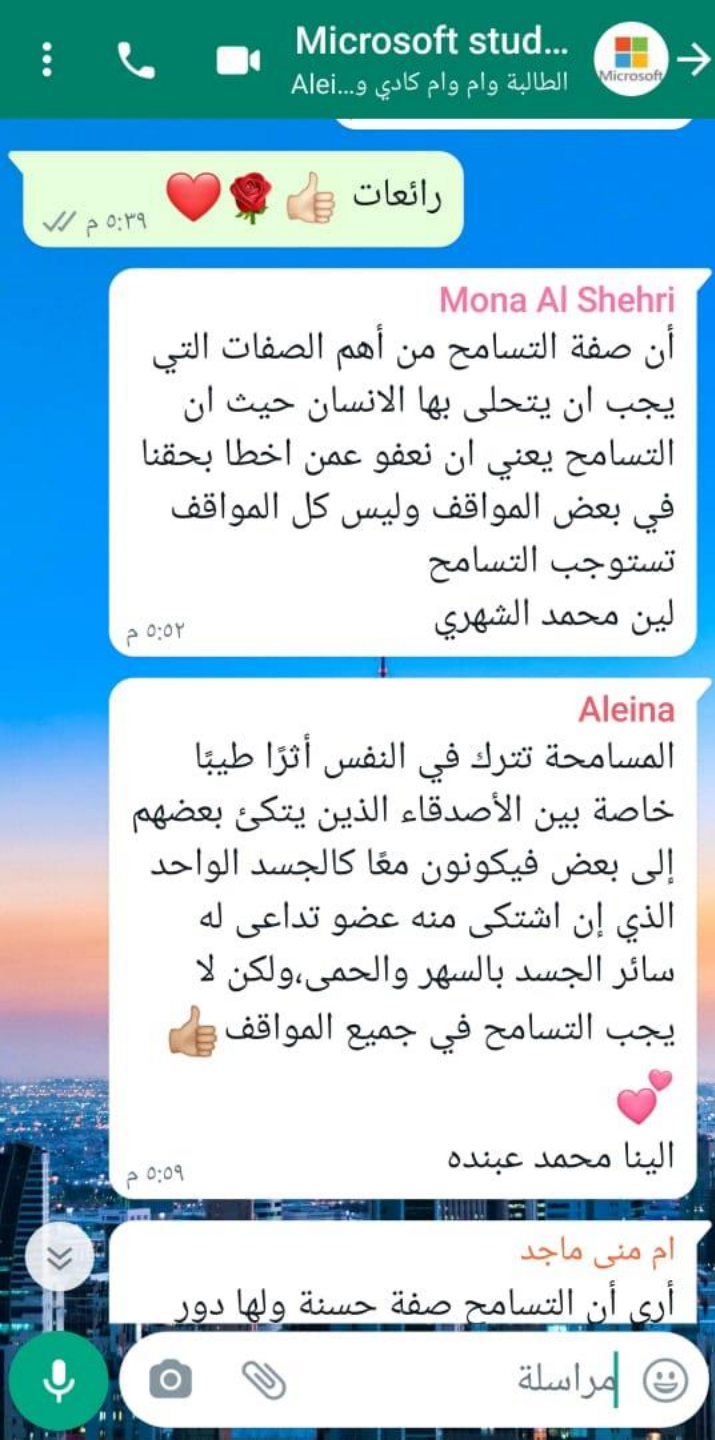 Microsoft stud...
الطالبة وام وام كادي و...Alei
Microsoft
رائعات 👍🏻🌹❤️
٥:٣٩ م
Mona Al Shehri
أن صفة التسامح من أهم الصفات التي
يجب ان يتحلى بها الانسان حيث ان
التسامح يعني ان نعفو عمن اخطا بحقنا
في بعض المواقف وليس كل المواقف
تستوجب التسامح
لين محمد الشهري
٥:٥٢ م
Aleina
المسامحة تترك في النفس أثرًا طيبًا
خاصة بين الأصدقاء الذين يتكئ بعضهم
إلى بعض فيكونون معًا كالجسد الواحد
الذي إن اشتكى منه عضو تداعى له
سائر الجسد بالسهر والحمى،ولكن لا
يجب التسامح في جميع المواقف👍🏼
💕
الينا محمد عبنده
٥:٥٩ م
ام منى ماجد
أرى أن التسامح صفة حسنة ولها دور
مراسلة